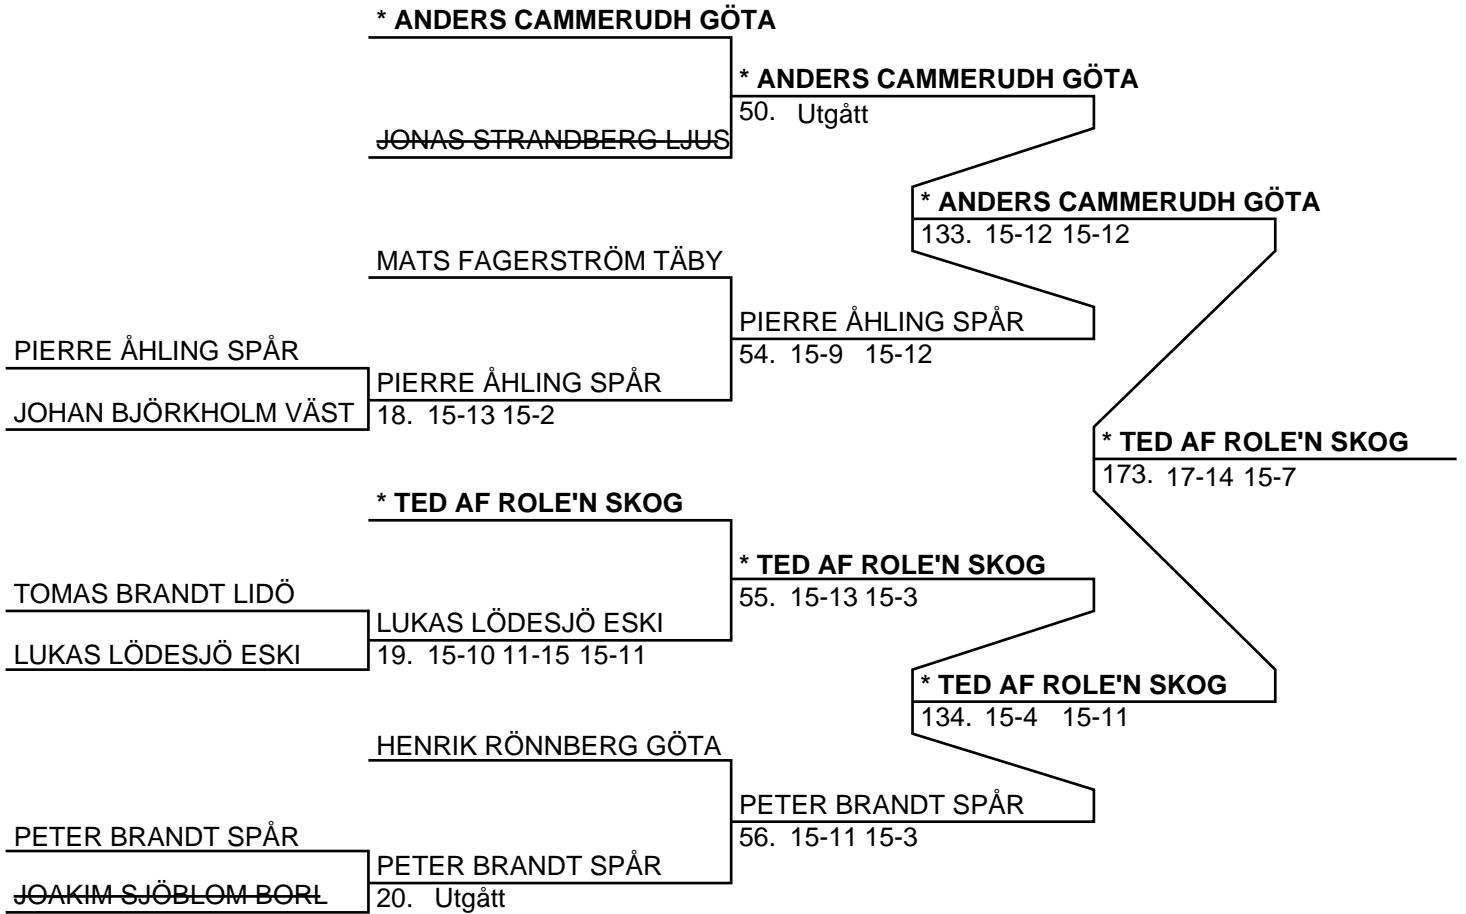 * ANDERS CAMMERUDH GÖTA
* ANDERS CAMMERUDH GÖTA
50. Utgått
JONAS STRANDBERG LJUS
* ANDERS CAMMERUDH GÖTA
133. 15-12 15-12
MATS FAGERSTRÖM TÄBY
PIERRE ÅHLING SPÅR
54. 15-9 15-12
PIERRE ÅHLING SPÅR
PIERRE ÅHLING SPÅR
18. 15-13 15-2
JOHAN BJÖRKHOLM VÄST
* TED AF ROLE'N SKOG
173. 17-14 15-7
* TED AF ROLE'N SKOG
* TED AF ROLE'N SKOG
55. 15-13 15-3
TOMAS BRANDT LIDÖ
LUKAS LÖDESJÖ ESKI
19. 15-10 11-15 15-11
LUKAS LÖDESJÖ ESKI
* TED AF ROLE'N SKOG
134. 15-4 15-11
HENRIK RÖNNBERG GÖTA
PETER BRANDT SPÅR
56. 15-11 15-3
PETER BRANDT SPÅR
PETER BRANDT SPÅR
20. Utgått
JOAKIM SJÖBLOM BORL